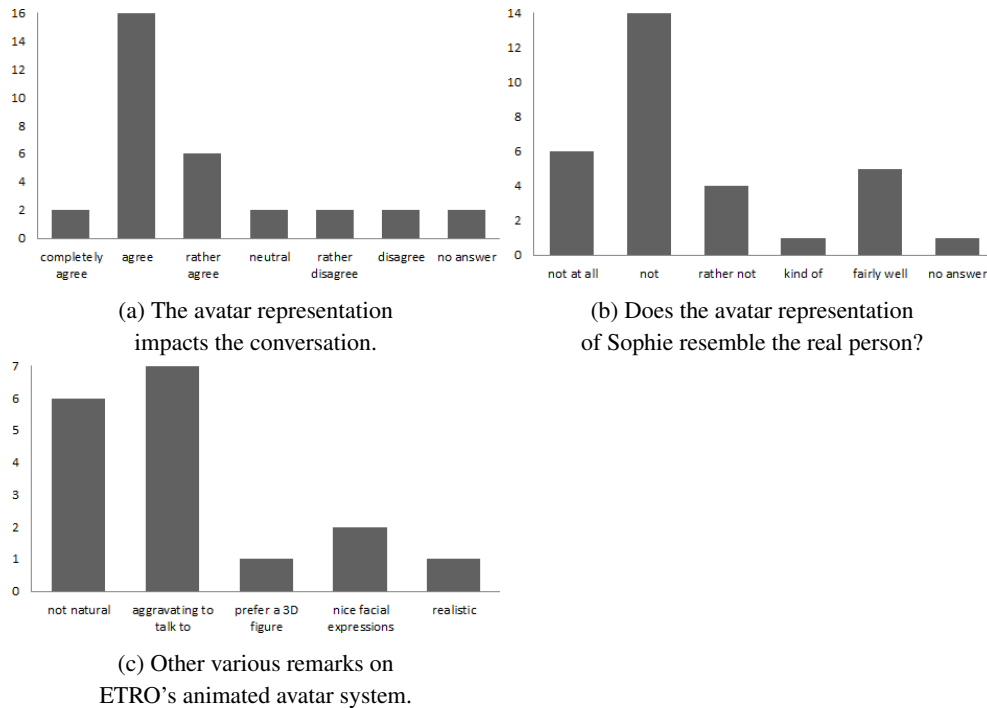 16
14
12
10
8
6
4
2
0
completely agree
agree
rather agree
neutral
rather disagree
disagree
no answer
(a) The avatar representation
impacts the conversation.
14
12
10
8
6
4
2
0
not at all
not
rather not
kind of
fairly well
no answer
(b) Does the avatar representation
of Sophie resemble the real person?
7
6
5
4
3
2
1
0
not natural
aggravating to talk to
prefer a 3D figure
nice facial expressions
realistic
(c) Other various remarks on
ETRO's animated avatar system.